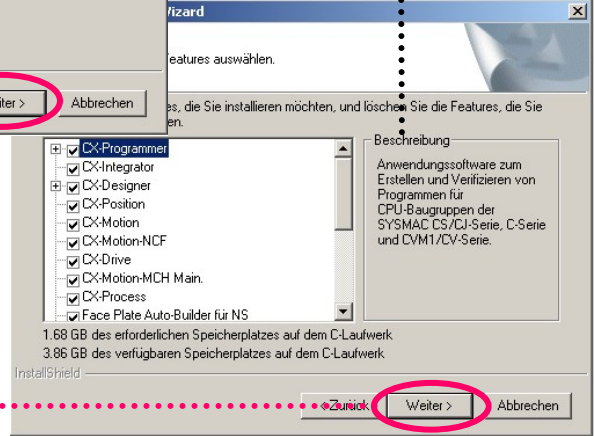 Wizard
eatures auswählen.
iter >
Abbrechen
es, die Sie installieren möchten, und löschen Sie die Features, die Sie
en.
CX-Programmer
CX-Integrator
CX-Designer
CX-Position
CX-Motion
CX-Motion-NCF
CX-Drive
CX-Motion-MCH Main.
CX-Process
Face Plate Auto-Builder für NS
Beschreibung
Anwendungssoftware zum
Erstellen und Verifizieren von
Programmen für
CPU-Baugruppen der
SYSMAC CS/CJ-Serie, C-Serie
und CVM1/CV-Serie.
1.68 GB des erforderlichen Speicherplatzes auf dem C-Laufwerk
3.86 GB des verfügbaren Speicherplatzes auf dem C-Laufwerk
InstallShield
< Zurück
Weiter >
Abbrechen